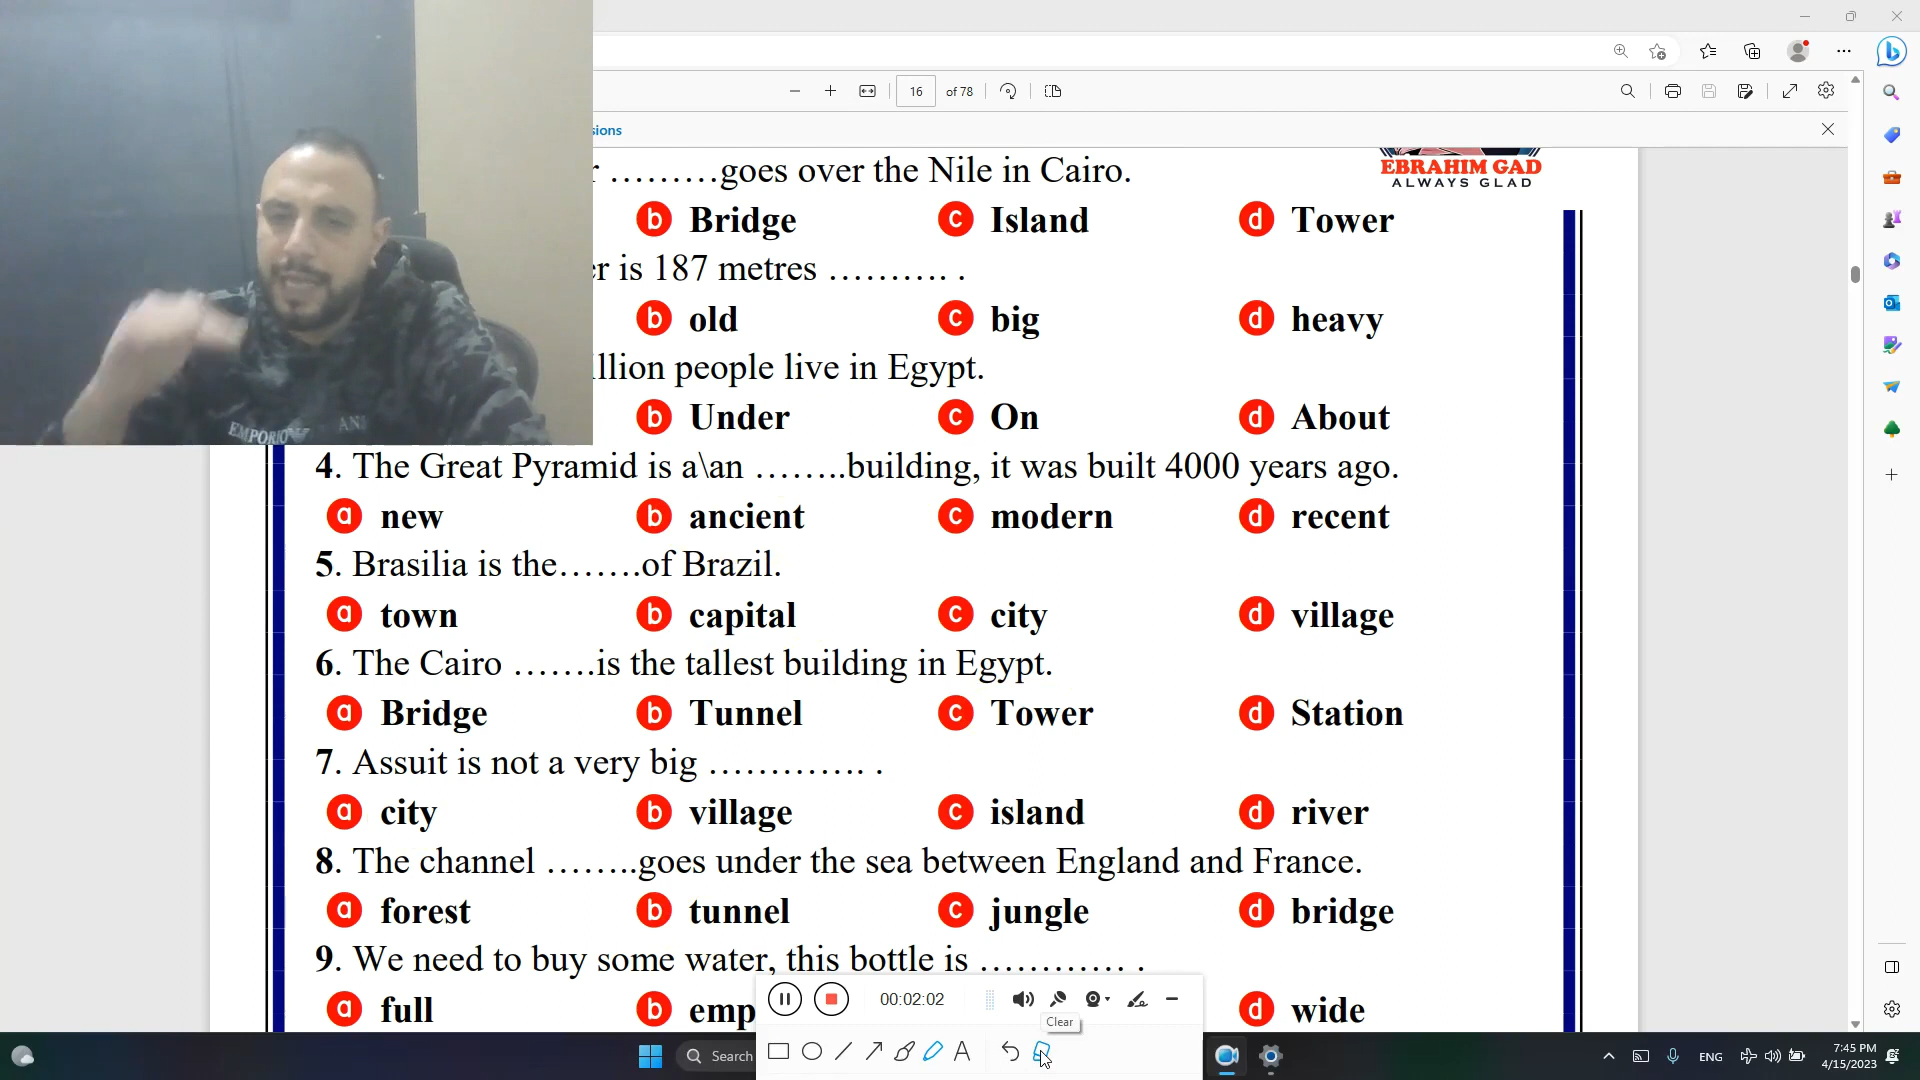 16 of 78
sions
EBRAHIM GAD
ALWAYS GLAD
r ………goes over the Nile in Cairo.
b Bridge c Island d Tower
er is 187 metres ………. .
b old c big d heavy
illion people live in Egypt.
b Under c On d About
4. The Great Pyramid is a\an ……..building, it was built 4000 years ago.
a new b ancient c modern d recent
5. Brasilia is the…….of Brazil.
a town b capital c city d village
6. The Cairo …….is the tallest building in Egypt.
a Bridge b Tunnel c Tower d Station
7. Assuit is not a very big …………. .
a city b village c island d river
8. The channel ……..goes under the sea between England and France.
a forest b tunnel c jungle d bridge
9. We need to buy some water, this bottle is ………… .
a full b emp d wide
EMPORIO AN
00:02:02
Clear
Search
ENG
7:45 PM
4/15/2023